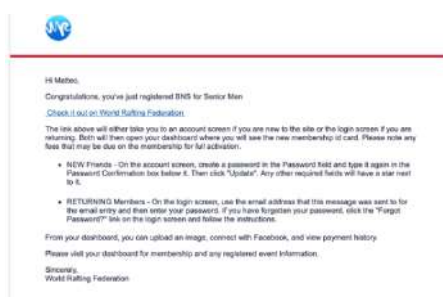 Hi Matteo,
Congratulations, you've just registered BNS for Senior Men
Check it out on World Rafting Federation
The link above will either take you to an account screen if you are new to the site or the login screen if you are
returning. Both will then open your dashboard where you will see the new membership id card. Please note any
fees that may be due on the membership for full activation.
NEW Friends - On the account screen, create a password in the Password field and type it again in the
Password Confirmation box below it. Then click "Update". Any other required fields will have a star next
to it.
RETURNING Members - On the login screen, use the email address that this message was sent to for
the email entry and then enter your password. If you have forgotten your password, click the "Forgot
Password?" link on the login screen and follow the instructions.
From your dashboard, you can upload an image, connect with Facebook, and view payment history.
Please visit your dashboard for membership and any registered event information.
Sincerely,
World Rafting Federation